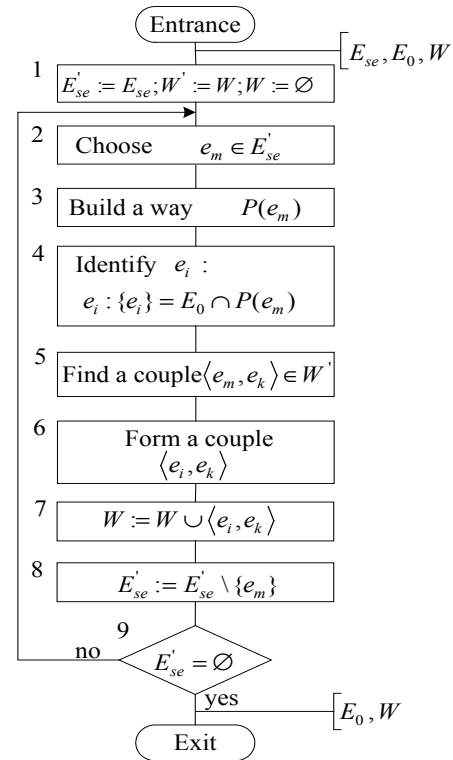 Entrance
E_se, E_0, W
1
E'_se := E_se; W' := W; W := ∅
2
Choose e_m ∈ E'_se
3
Build a way P(e_m)
4
Identify e_i :
e_i : {e_i} = E_0 ∩ P(e_m)
5
Find a couple ⟨e_m, e_k⟩ ∈ W'
6
Form a couple
⟨e_i, e_k⟩
7
W := W ∪ ⟨e_i, e_k⟩
8
E'_se := E'_se \ {e_m}
9
no
E'_se = ∅
yes
E_0, W
Exit